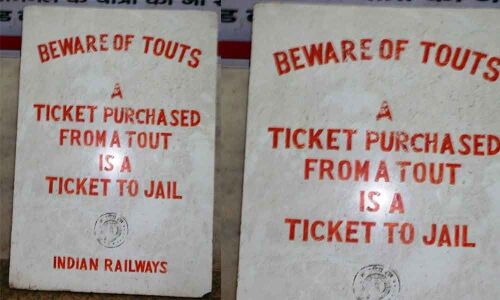 BEWARE OF TOUTS
A
TICKET PURCHASED
FROM A TOUT
IS A
TICKET TO JAIL
INDIAN RAILWAYS
BEWARE OF TOUTS
A
TICKET PURCHASED
FROM A TOUT
IS A
TICKET TO JAIL